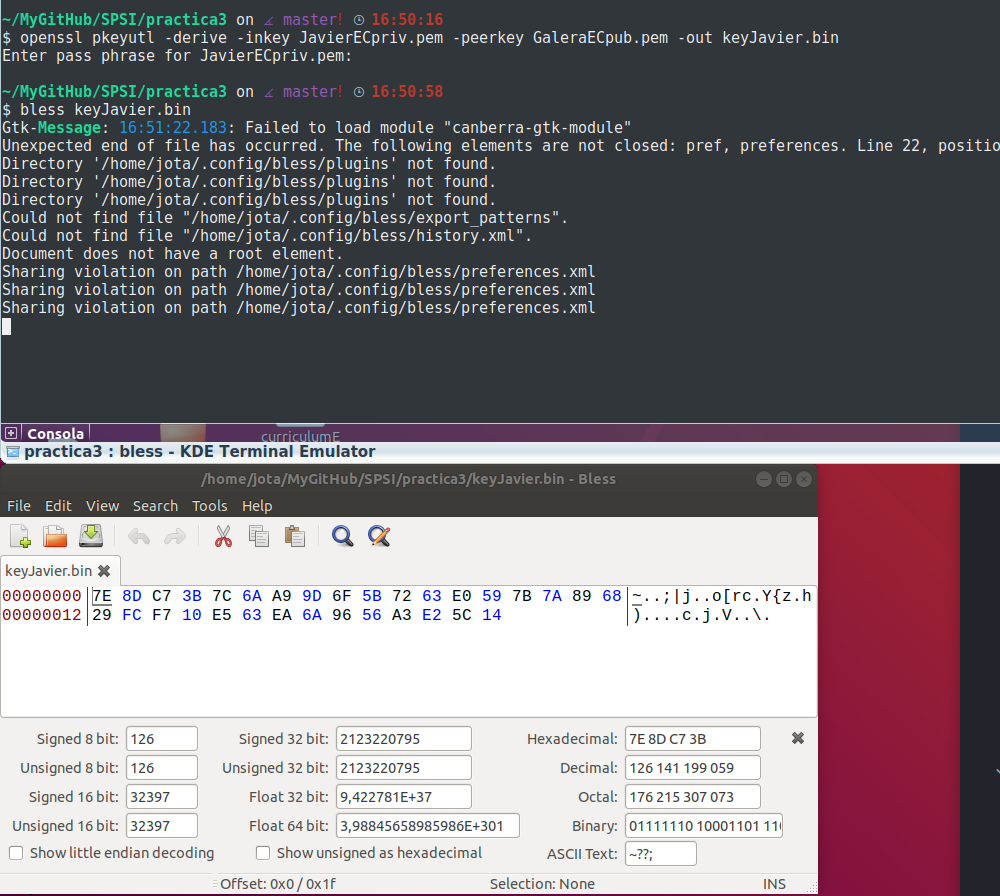 ~/MyGitHub/SPSI/practica3 on master! 16:50:16
$ openssl pkeyutl -derive -inkey JavierECpriv.pem -peerkey GaleraECpub.pem -out keyJavier.bin
Enter pass phrase for JavierECpriv.pem:
~/MyGitHub/SPSI/practica3 on master! 16:50:58
$ bless keyJavier.bin
Gtk-Message: 16:51:22.183: Failed to load module "canberra-gtk-module"
Unexpected end of file has occurred. The following elements are not closed: pref, preferences. Line 22, positio
Directory '/home/jota/.config/bless/plugins' not found.
Directory '/home/jota/.config/bless/plugins' not found.
Directory '/home/jota/.config/bless/plugins' not found.
Could not find file "/home/jota/.config/bless/export_patterns".
Could not find file "/home/jota/.config/bless/history.xml".
Document does not have a root element.
Sharing violation on path /home/jota/.config/bless/preferences.xml
Sharing violation on path /home/jota/.config/bless/preferences.xml
Sharing violation on path /home/jota/.config/bless/preferences.xml
Consola
curriculumE
practica3 : bless - KDE Terminal Emulator
/home/jota/MyGitHub/SPSI/practica3/keyJavier.bin - Bless
File Edit View Search Tools Help
keyJavier.bin
00000000 7E 8D C7 3B 7C 6A A9 9D 6F 5B 72 63 E0 59 7B 7A 89 68 ~..;|j..o[rc.Y{z.h
00000012 29 FC F7 10 E5 63 EA 6A 96 56 A3 E2 5C 14 )....c.j.V..\.
Signed 8 bit: 126 Signed 32 bit: 2123220795 Hexadecimal: 7E 8D C7 3B
Unsigned 8 bit: 126 Unsigned 32 bit: 2123220795 Decimal: 126 141 199 059
Signed 16 bit: 32397 Float 32 bit: 9,422781E+37 Octal: 176 215 307 073
Unsigned 16 bit: 32397 Float 64 bit: 3,98845658985986E+301 Binary: 01111110 10001101 110
Show little endian decoding Show unsigned as hexadecimal ASCII Text: ~??;
Offset: 0x0 / 0x1f Selection: None INS